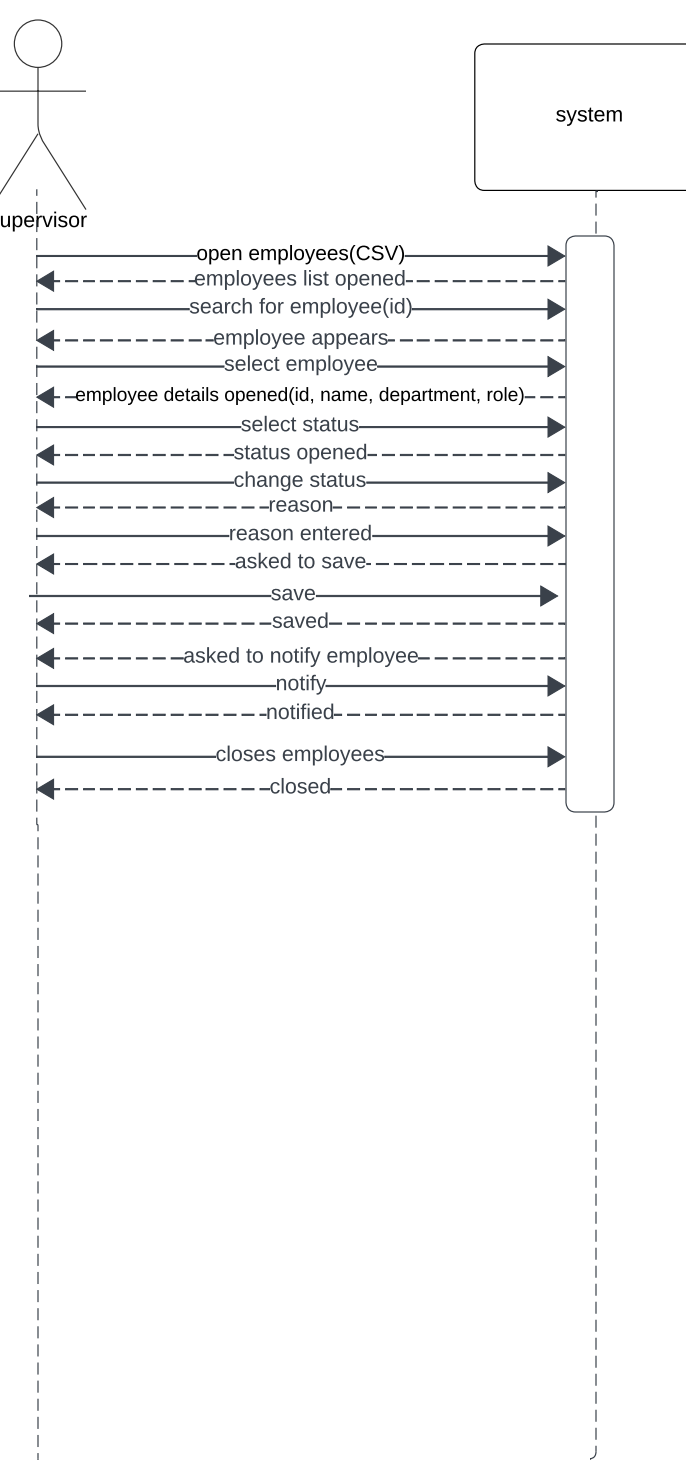 system
upervisor
open employees(CSV)
employees list opened
search for employee(id)
employee appears
select employee
employee details opened(id, name, department, role)
select status
status opened
change status
reason
reason entered
asked to save
save
saved
asked to notify employee
notify
notified
closes employees
closed